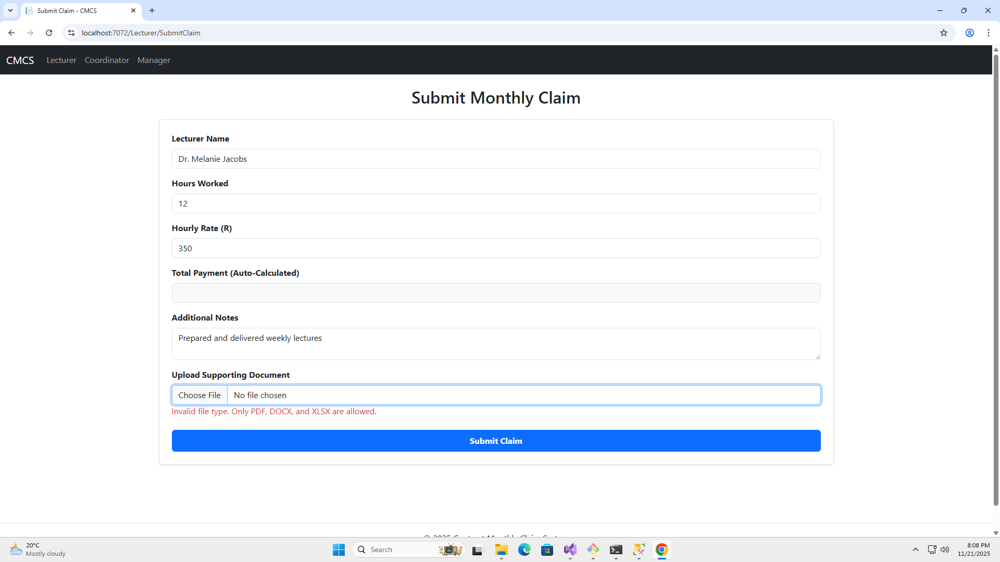 Submit Claim - CMCS
localhost:7072/Lecturer/SubmitClaim
CMCS Lecturer Coordinator Manager
Submit Monthly Claim
Lecturer Name
Dr. Melanie Jacobs
Hours Worked
12
Hourly Rate (R)
350
Total Payment (Auto-Calculated)
Additional Notes
Prepared and delivered weekly lectures
Upload Supporting Document
Choose File No file chosen
Invalid file type. Only PDF, DOCX, and XLSX are allowed.
Submit Claim
20°C
Mostly cloudy
Search
8:08 PM
11/21/2025